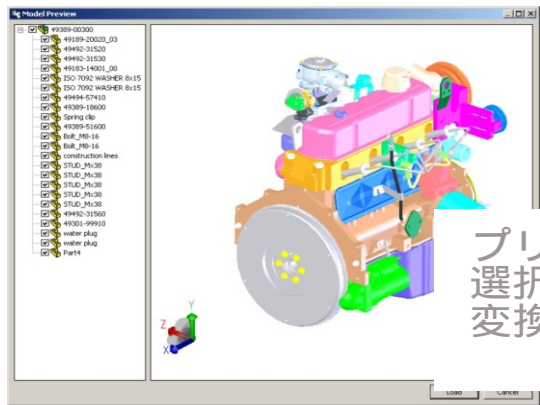 Model Preview
49389-00300
49189-20020_03
49492-31520
49492-31530
49183-14001_00
ISO 7092 WASHER 8x15
ISO 7092 WASHER 8x15
49494-57410
49389-18600
Spring clip
49389-51600
Bolt_M8-16
Bolt_M8-16
construction lines
STUD_Mx38
STUD_Mx38
STUD_Mx38
STUD_Mx38
STUD_Mx38
49492-31560
49301-99910
water plug
water plug
Part4
Y
Z
X
プリ
選択
変換
Load
Cancel